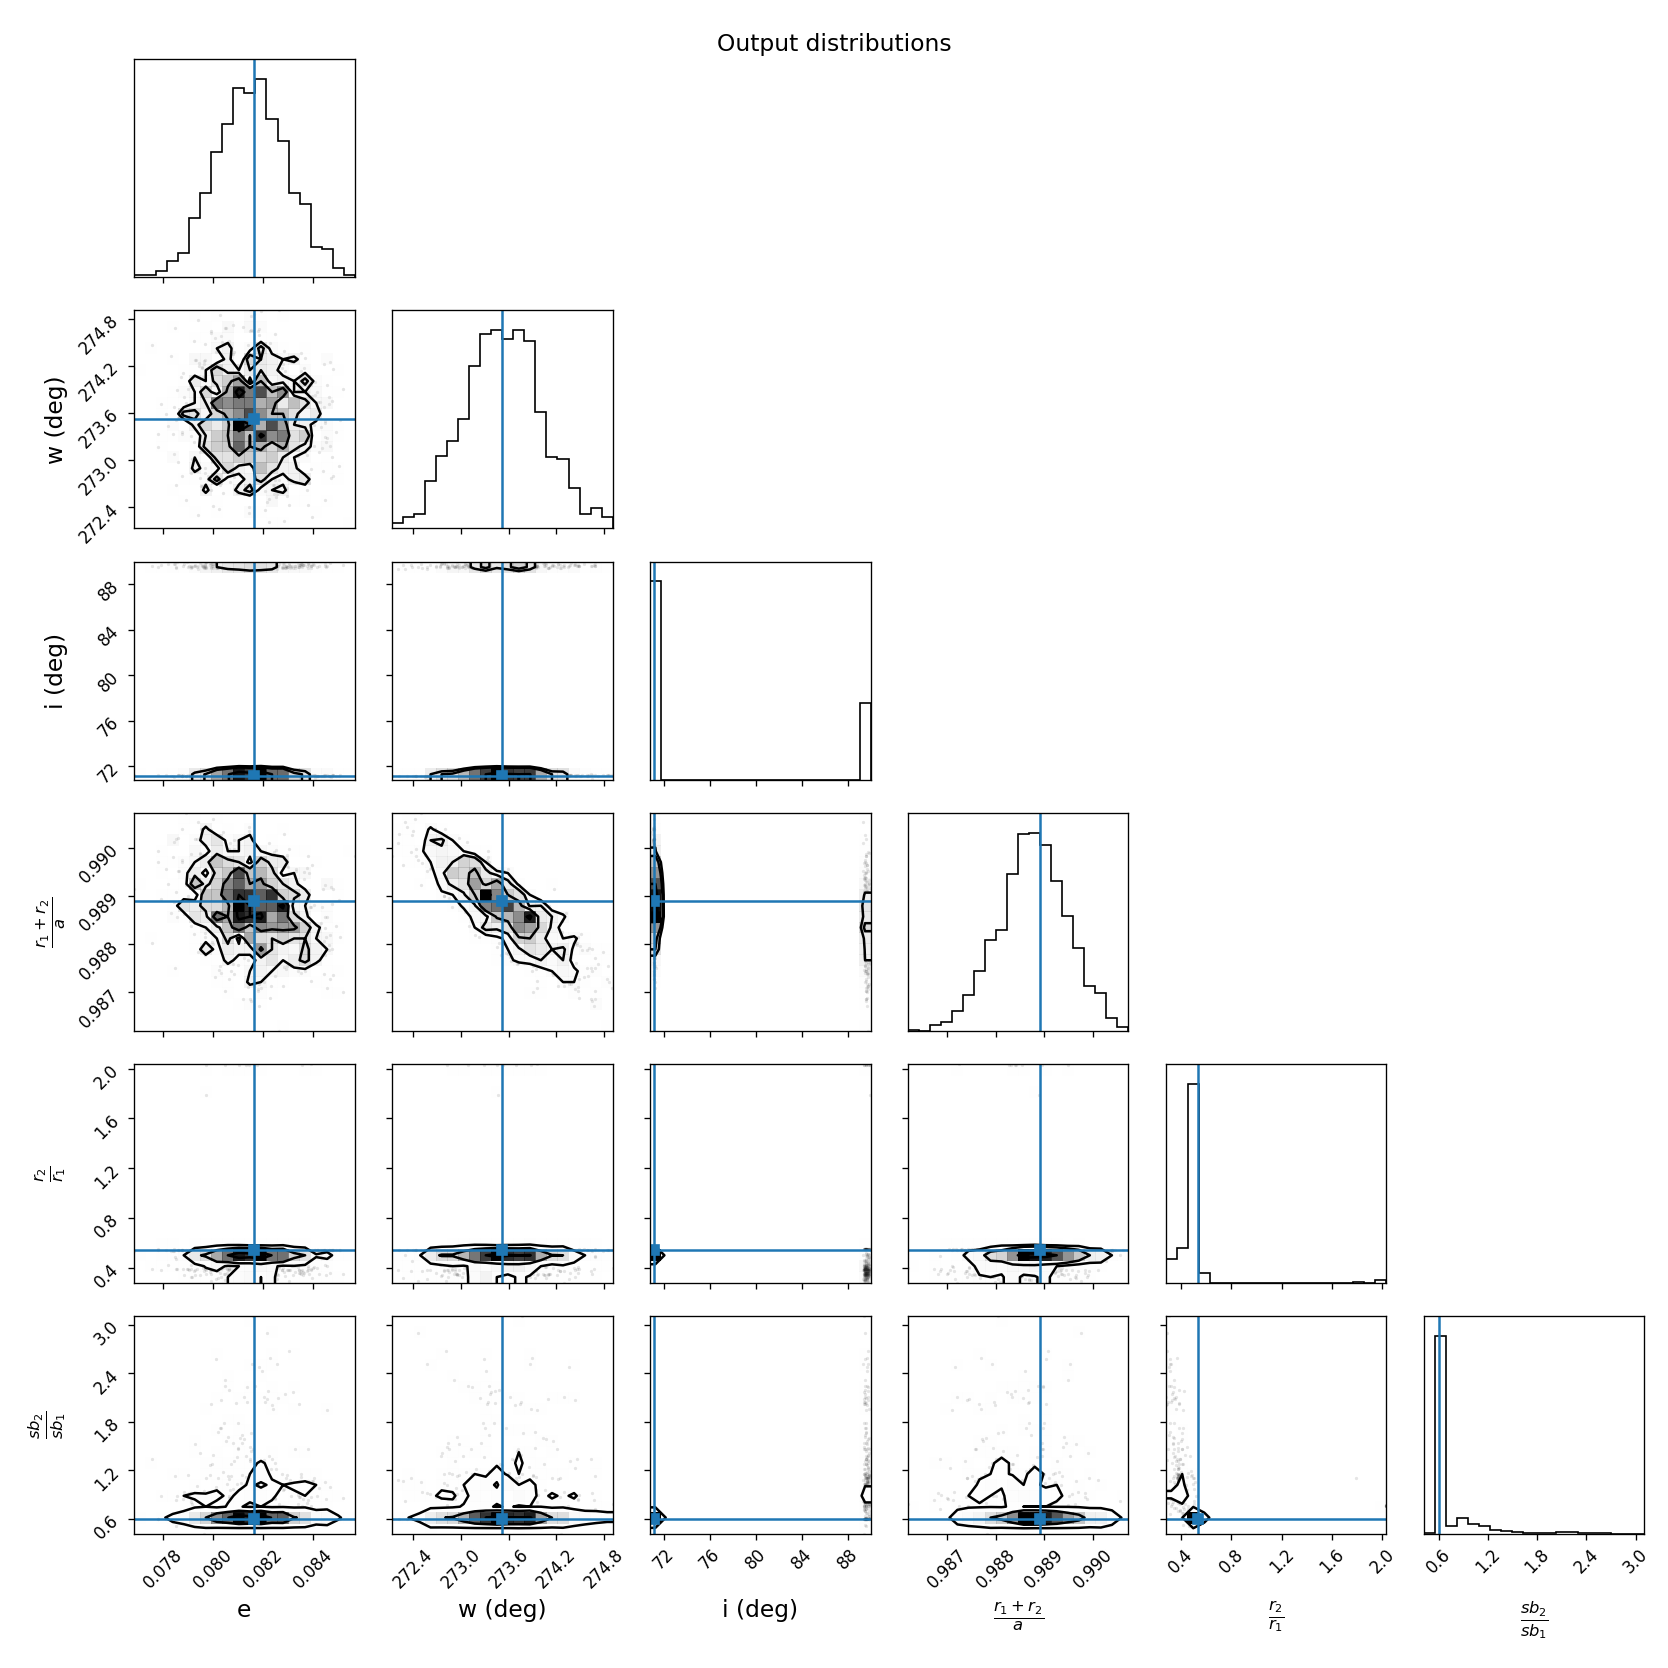 Output distributions
274.8
274.2
273.6
273.0
272.4
w (deg)
88
84
80
76
72
i (deg)
0.990
0.989
0.988
0.987
r₁ + r₂
a
2.0
1.6
1.2
0.8
0.4
r₂
r₁
3.0
2.4
1.8
1.2
0.6
sb₂
sb₁
0.078 0.080 0.082 0.084 272.4 273.0 273.6 274.2 274.8 72 76 80 84 88 0.987 0.988 0.989 0.990 0.4 0.8 1.2 1.6 2.0 0.6 1.2 1.8 2.4 3.0
e w (deg) i (deg) r₁ + r₂ r₂ sb₂
a r₁ sb₁